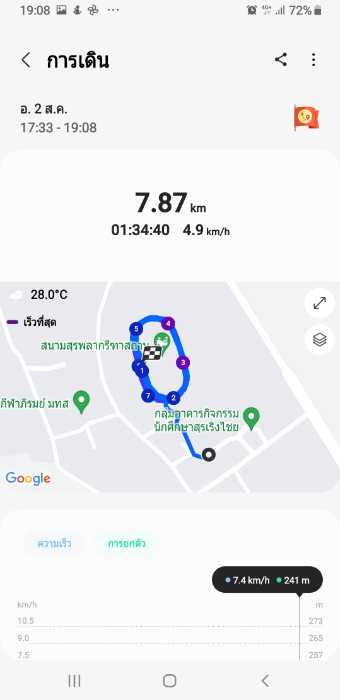 19:08
4G+ 72%
การเดิน
อ. 2 ส.ค.
17:33 - 19:08
7.87 km
01:34:40 4.9 km/h
28.0°C
เร็วที่สุด
5 4
สนามสุรพลากรีฑาสถาน
1 3
7 2
กีฬาภิรมย์ มทส
กลุ่มอาคารกิจกรรม
นักศึกษาสุรเริงไชย
Google
ความเร็ว การยกตัว
7.4 km/h 241 m
km/h m
10.5 273
9.0 265
7.5 257